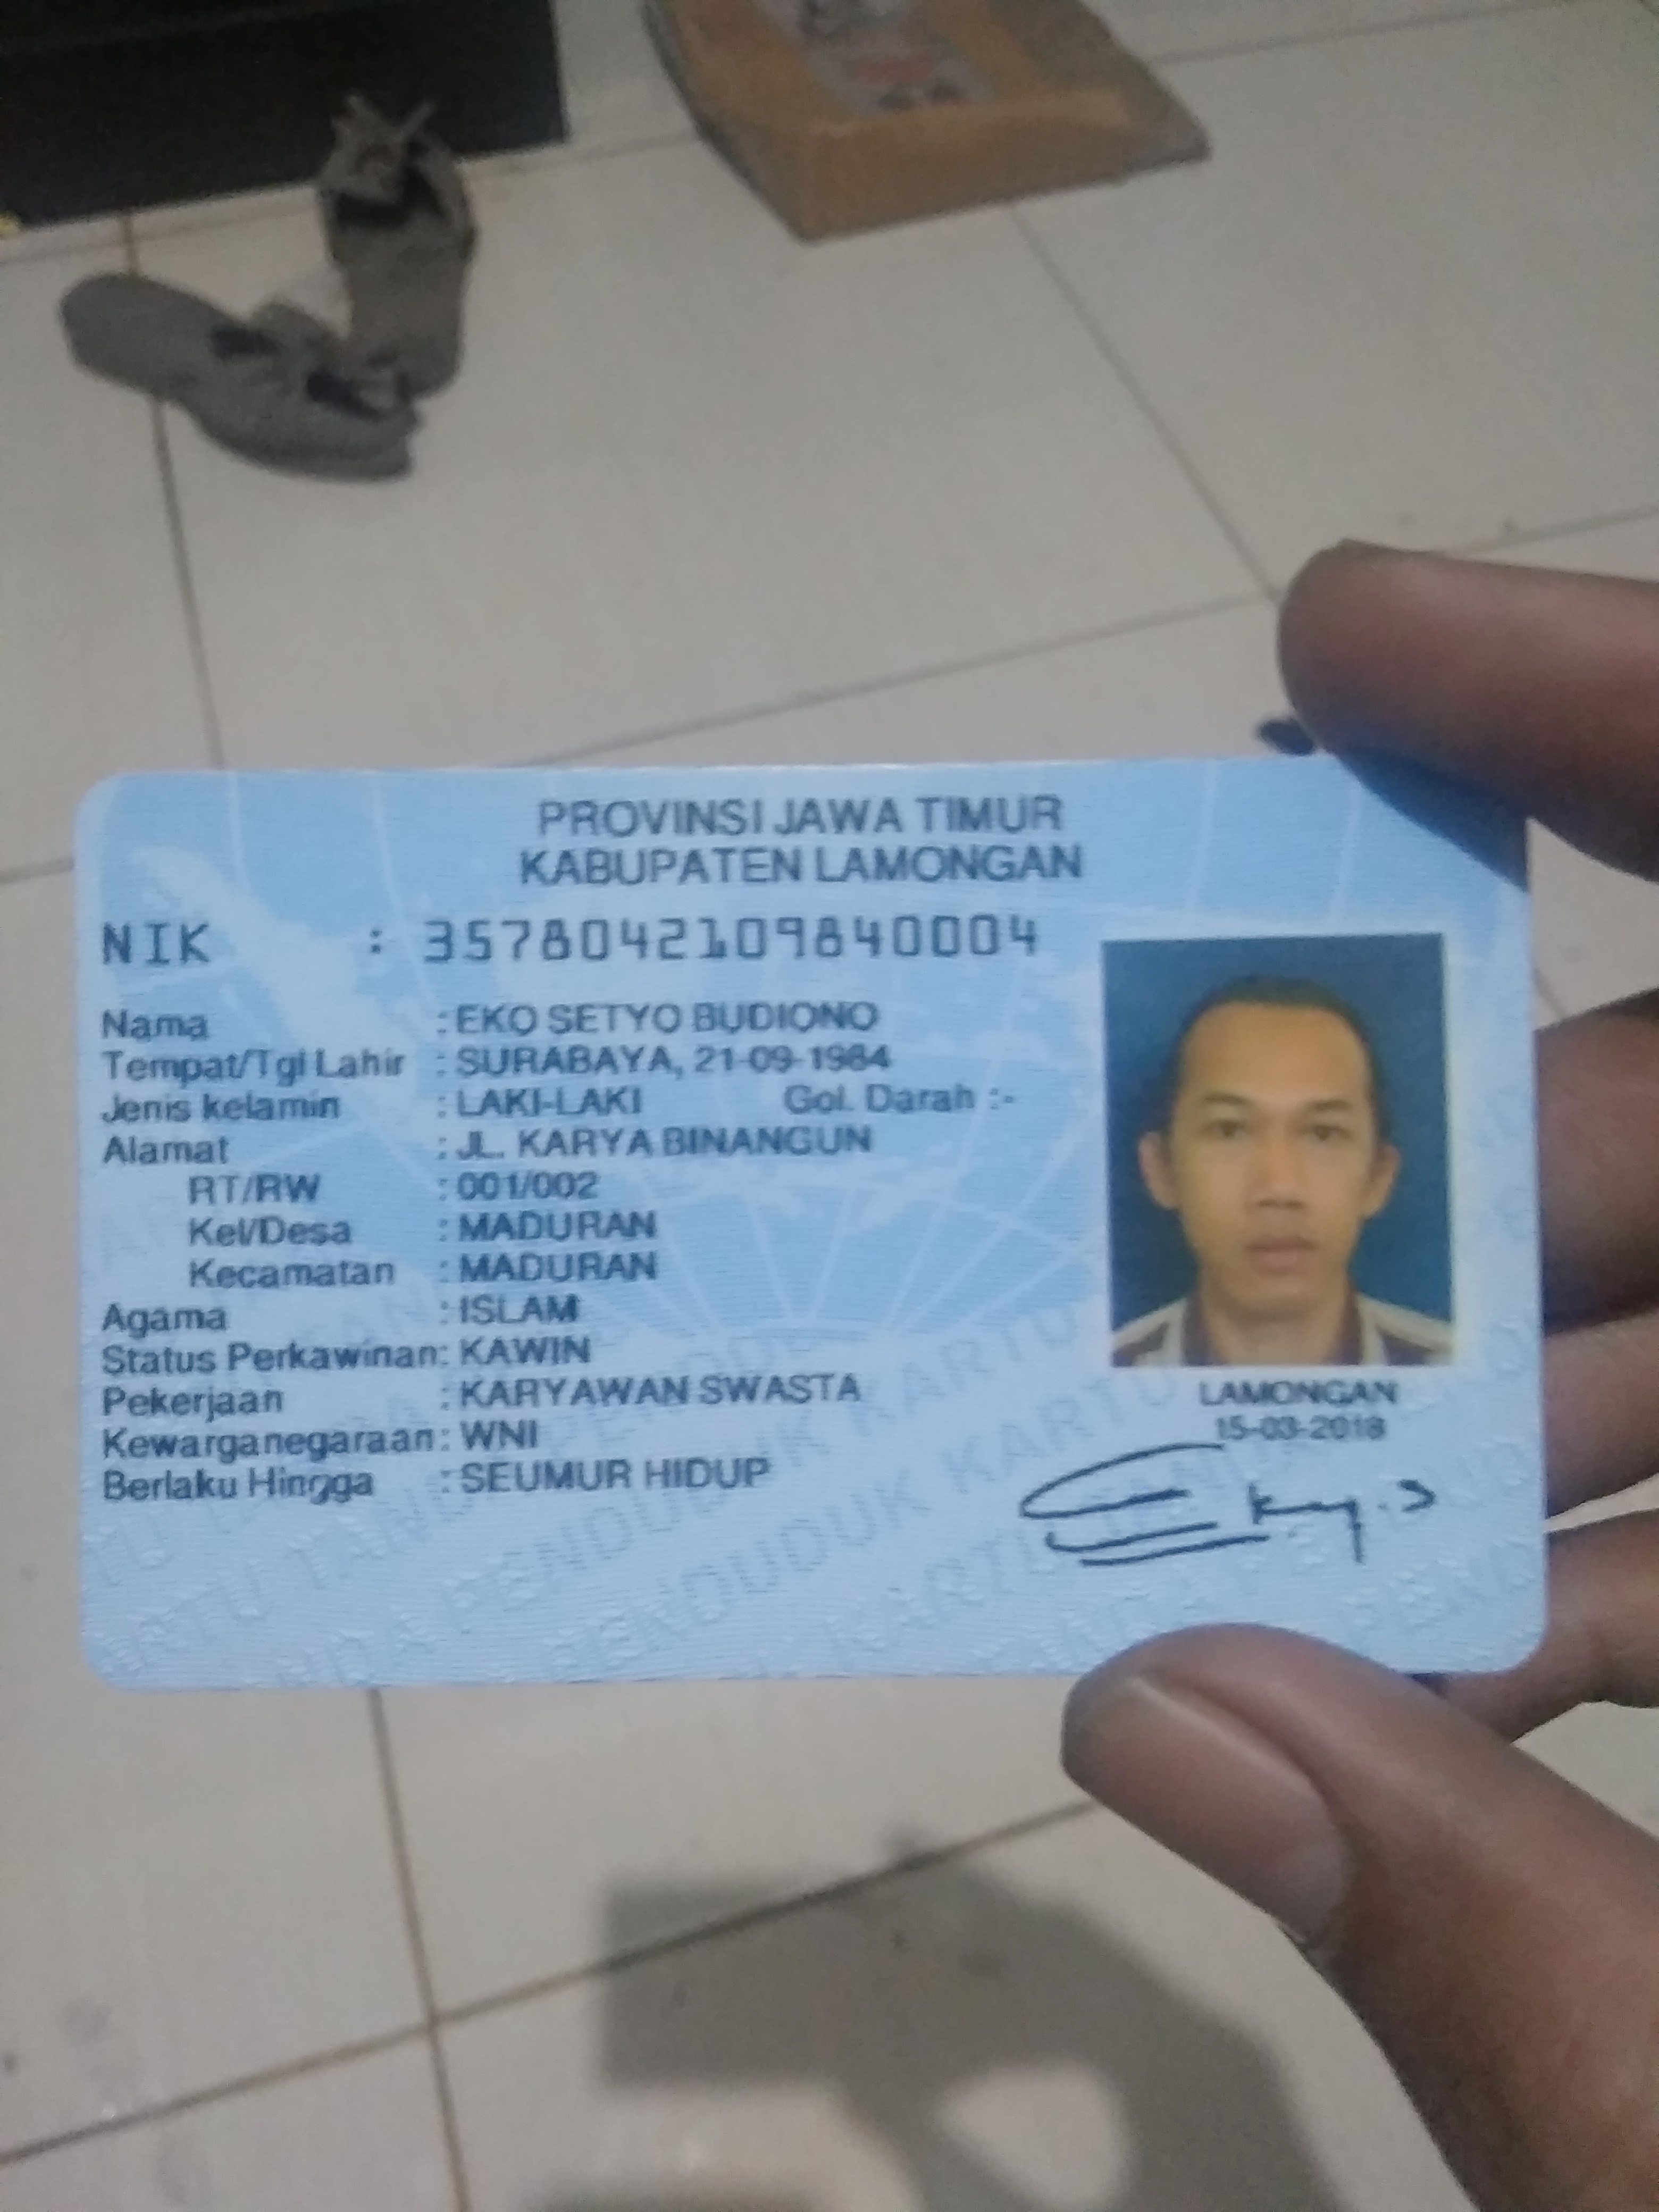 PROVINSI JAWA TIMUR
KABUPATEN LAMONGAN
NIK : 3578042109840004
Nama : EKO SETYO BUDIONO
Tempat/Tgl Lahir : SURABAYA, 21-09-1984
Jenis kelamin : LAKI-LAKI Gol. Darah :-
Alamat : JL. KARYA BINANGUN
RT/RW : 001/002
Kel/Desa : MADURAN
Kecamatan : MADURAN
Agama : ISLAM
Status Perkawinan: KAWIN
Pekerjaan : KARYAWAN SWASTA
Kewarganegaraan: WNI
Berlaku Hingga : SEUMUR HIDUP
LAMONGAN
15-03-2018